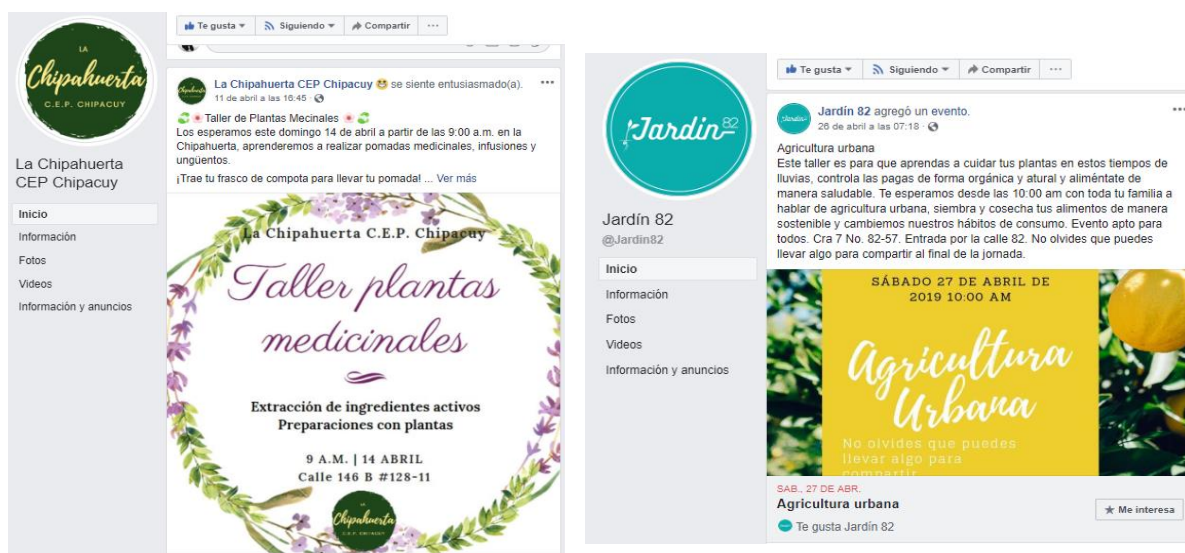 Te gusta Siguiendo Compartir ...
LA
Chipahuerta
C.E.P. CHIPACUY
La Chipahuerta
CEP Chipacuy
Inicio
Información
Fotos
Videos
Información y anuncios
La Chipahuerta CEP Chipacuy 😁 se siente entusiasmado(a). ...
11 de abril a las 16:45 ·
Taller de Plantas Mecinales
Los esperamos este domingo 14 de abril a partir de las 9:00 a.m. en la
Chipahuerta, aprenderemos a realizar pomadas medicinales, infusiones y
ungüentos.
¡Trae tu frasco de compota para llevar tu pomada! ... Ver más
La Chipahuerta C.E.P. Chipacuy
Taller plantas
medicinales
Extracción de ingredientes activos
Preparaciones con plantas
9 A.M. | 14 ABRIL
Calle 146 B #128-11
LA
Chipahuerta
C.E.P. CHIPACUY
Te gusta Siguiendo Compartir ...
Jardín 82
Jardín 82
@Jardin82
Inicio
Información
Fotos
Videos
Información y anuncios
Jardín 82 agregó un evento. ...
26 de abril a las 07:18 ·
Agricultura urbana
Este taller es para que aprendas a cuidar tus plantas en estos tiempos de
lluvias, controla las pagas de forma orgánica y atural y aliméntate de
manera saludable. Te esperamos desde las 10:00 am con toda tu familia a
hablar de agricultura urbana, siembra y cosecha tus alimentos de manera
sostenible y cambiemos nuestros hábitos de consumo. Evento apto para
todos. Cra 7 No. 82-57. Entrada por la calle 82. No olvides que puedes
llevar algo para compartir al final de la jornada.
SÁBADO 27 DE ABRIL DE
2019 10:00 AM
Agricultura
Urbana
No olvides que puedes
llevar algo para
compartir
SAB., 27 DE ABR.
Agricultura urbana
Te gusta Jardín 82
★ Me interesa